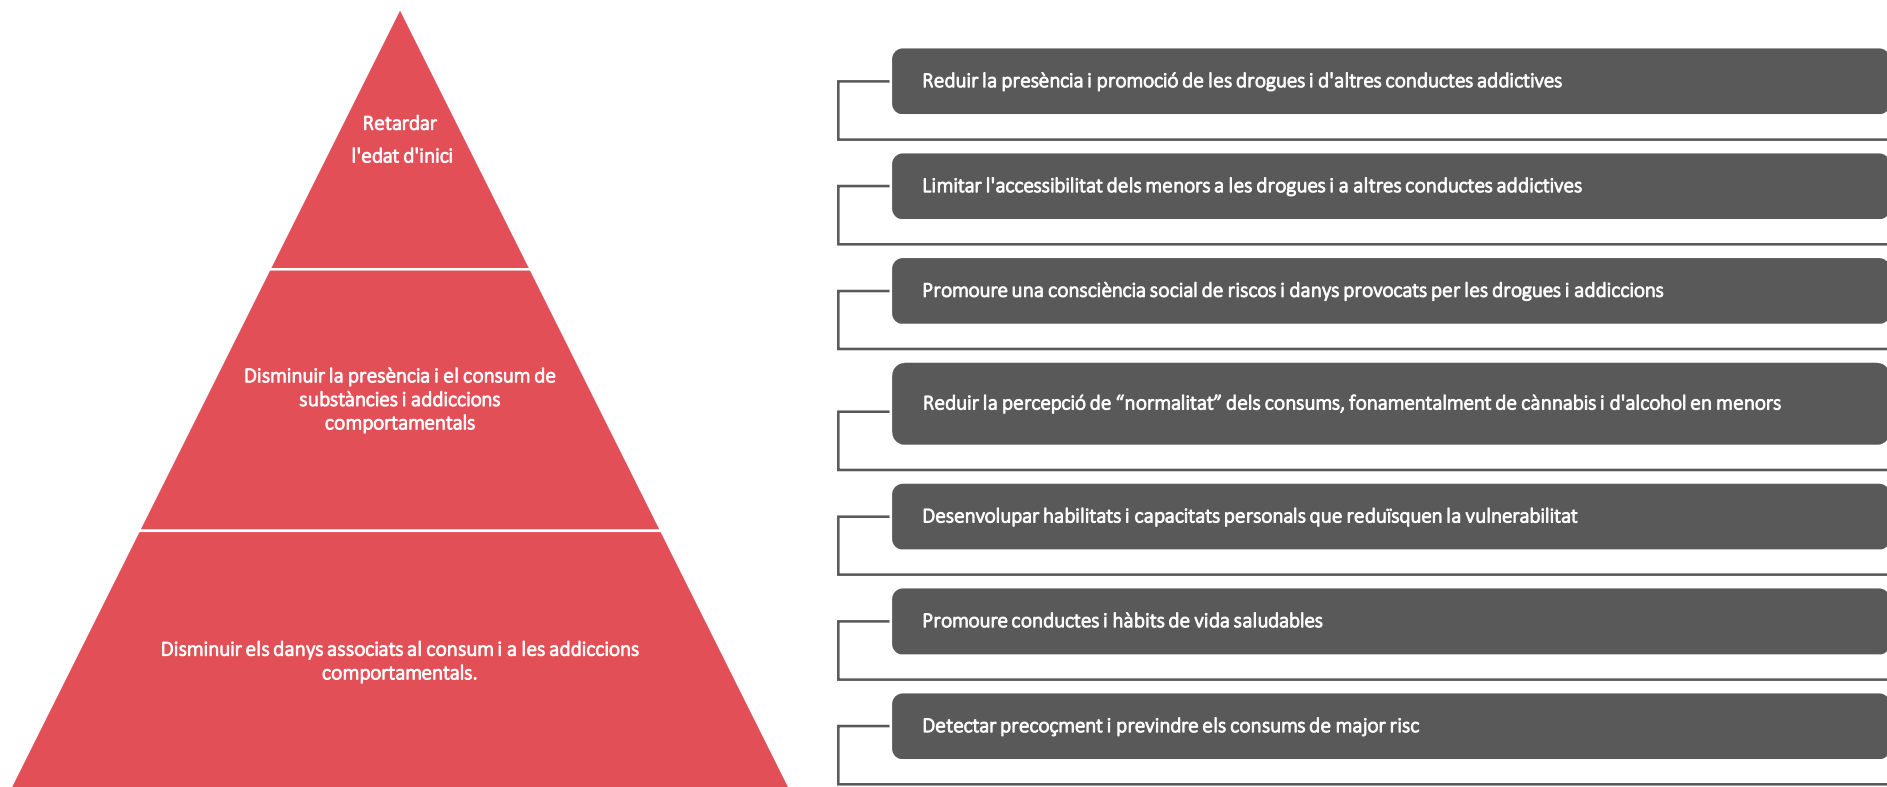 Retardar
l'edat d'inici
Disminuir la presència i el consum de
substàncies i addiccions
comportamentals
Disminuir els danys associats al consum i a les addiccions
comportamentals.
Reduir la presència i promoció de les drogues i d'altres conductes addictives
Limitar l'accessibilitat dels menors a les drogues i a altres conductes addictives
Promoure una consciència social de riscos i danys provocats per les drogues i addiccions
Reduir la percepció de “normalitat” dels consums, fonamentalment de cànnabis i d'alcohol en menors
Desenvolupar habilitats i capacitats personals que reduïsquen la vulnerabilitat
Promoure conductes i hàbits de vida saludables
Detectar precoçment i previndre els consums de major risc